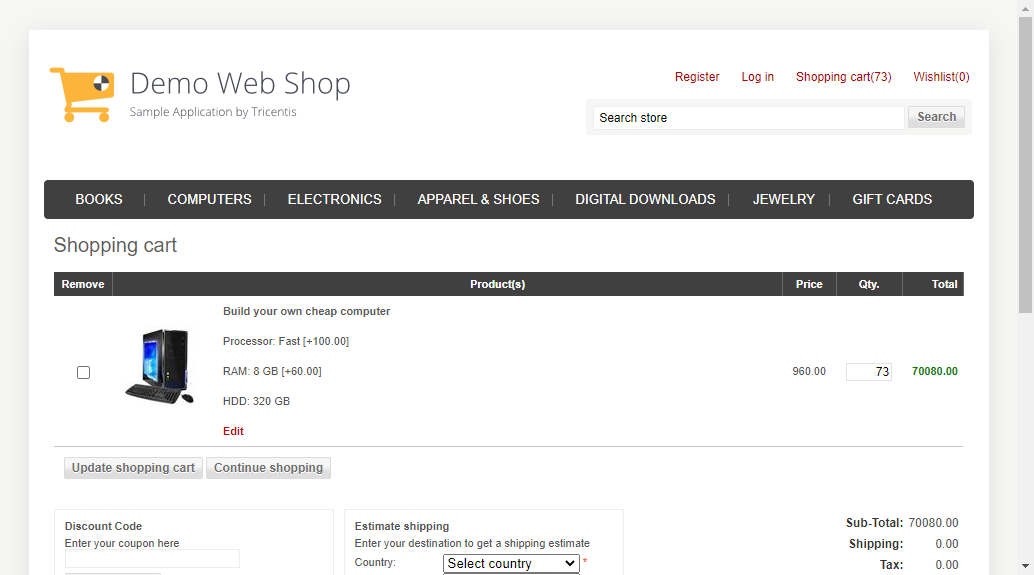 Demo Web Shop
Sample Application by Tricentis
Register Log in Shopping cart(73) Wishlist(0)
Search store Search
BOOKS COMPUTERS ELECTRONICS APPAREL & SHOES DIGITAL DOWNLOADS JEWELRY GIFT CARDS
Shopping cart
Remove Product(s) Price Qty. Total
Build your own cheap computer
Processor: Fast [+100.00]
RAM: 8 GB [+60.00]
960.00 73 70080.00
HDD: 320 GB
Edit
Update shopping cart Continue shopping
Discount Code
Enter your coupon here
Estimate shipping
Enter your destination to get a shipping estimate
Country: Select country *
Sub-Total: 70080.00
Shipping: 0.00
Tax: 0.00